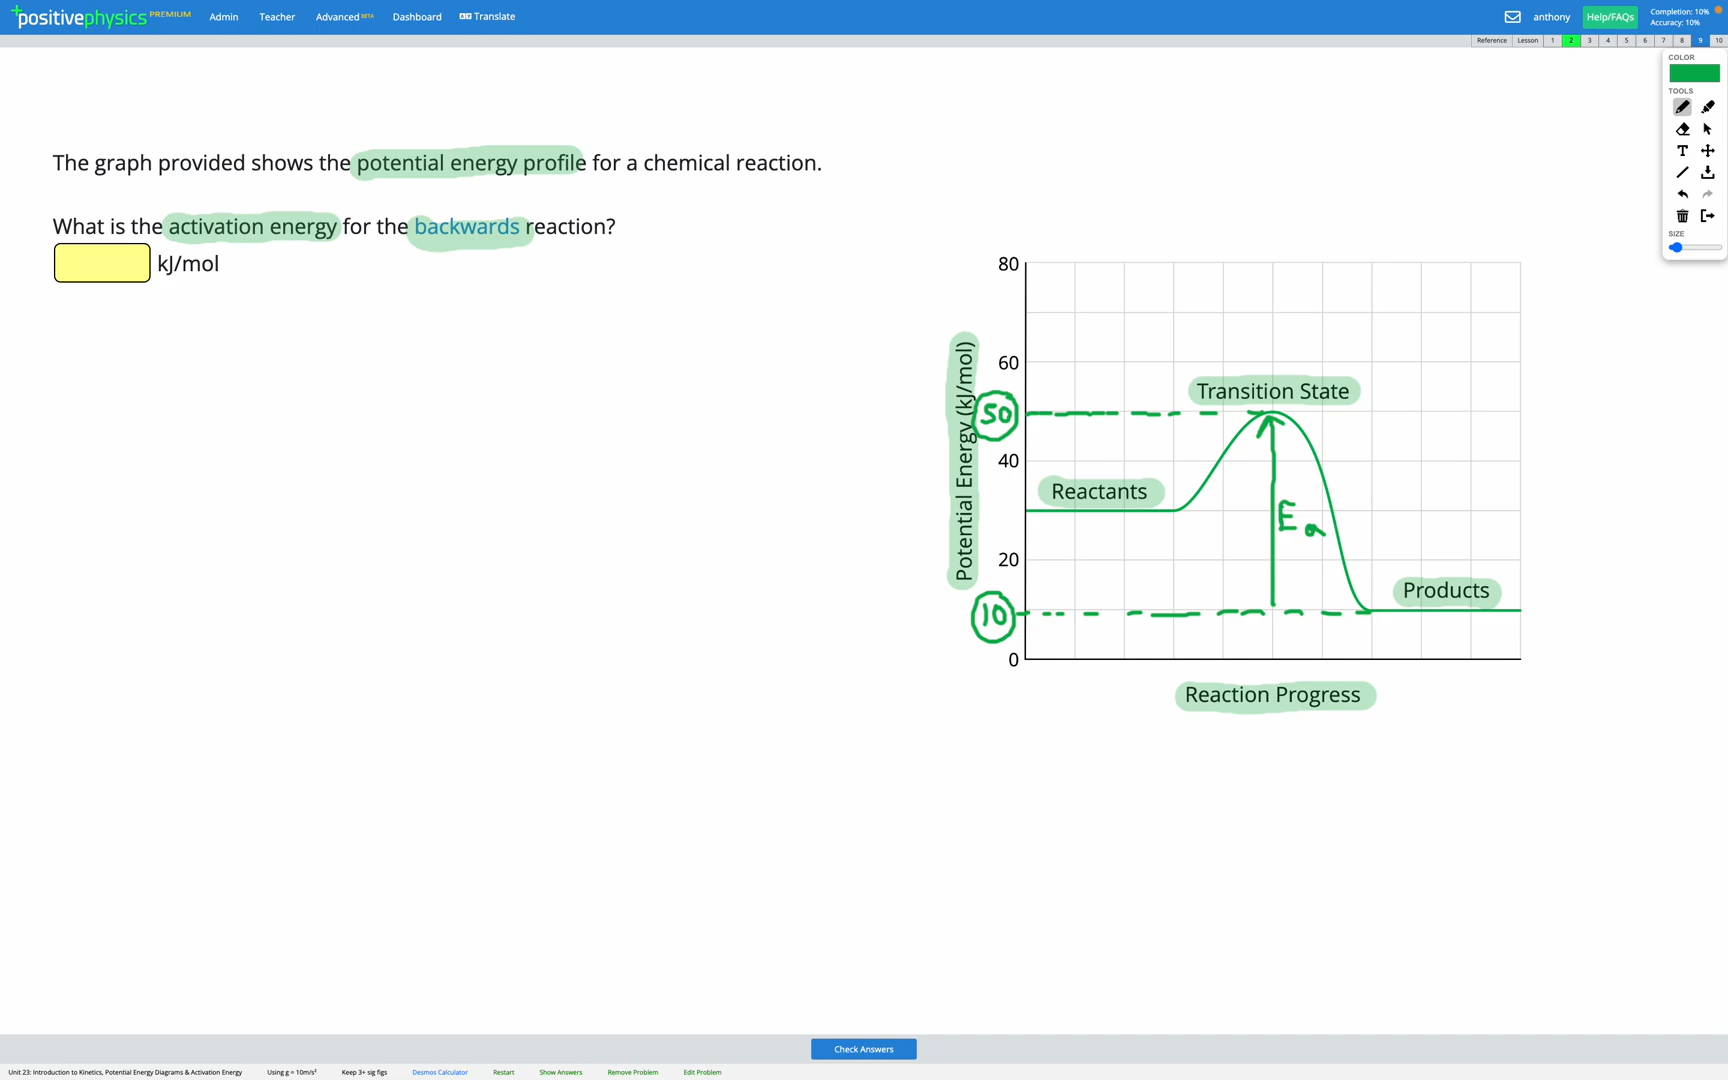 +positivephysics PREMIUM Admin Teacher Advanced BETA Dashboard Translate anthony Help/FAQs Completion: 10%
Accuracy: 10%
Reference Lesson 1 2 3 4 5 6 7 8 9 10
COLOR
TOOLS
T
SIZE
The graph provided shows the potential energy profile for a chemical reaction.
What is the activation energy for the backwards reaction?
kJ/mol
80
60
Transition State
50
40
Reactants
Ea
20
Products
10
0
Potential Energy (kJ/mol)
Reaction Progress
Check Answers
Unit 23: Introduction to Kinetics, Potential Energy Diagrams & Activation Energy Using g = 10m/s² Keep 3+ sig figs Desmos Calculator Restart Show Answers Remove Problem Edit Problem